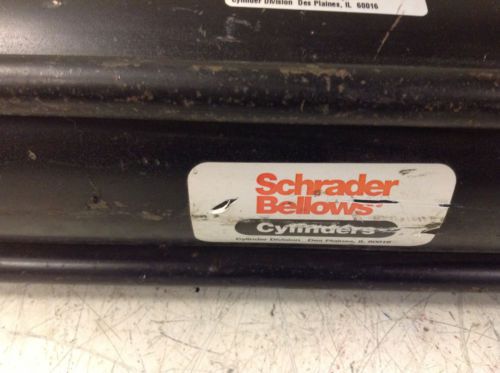 Cylinder Division Des Plaines, IL 60016
Schrader
Bellows
Cylinders
Cylinder Division Des Plaines, IL 60016